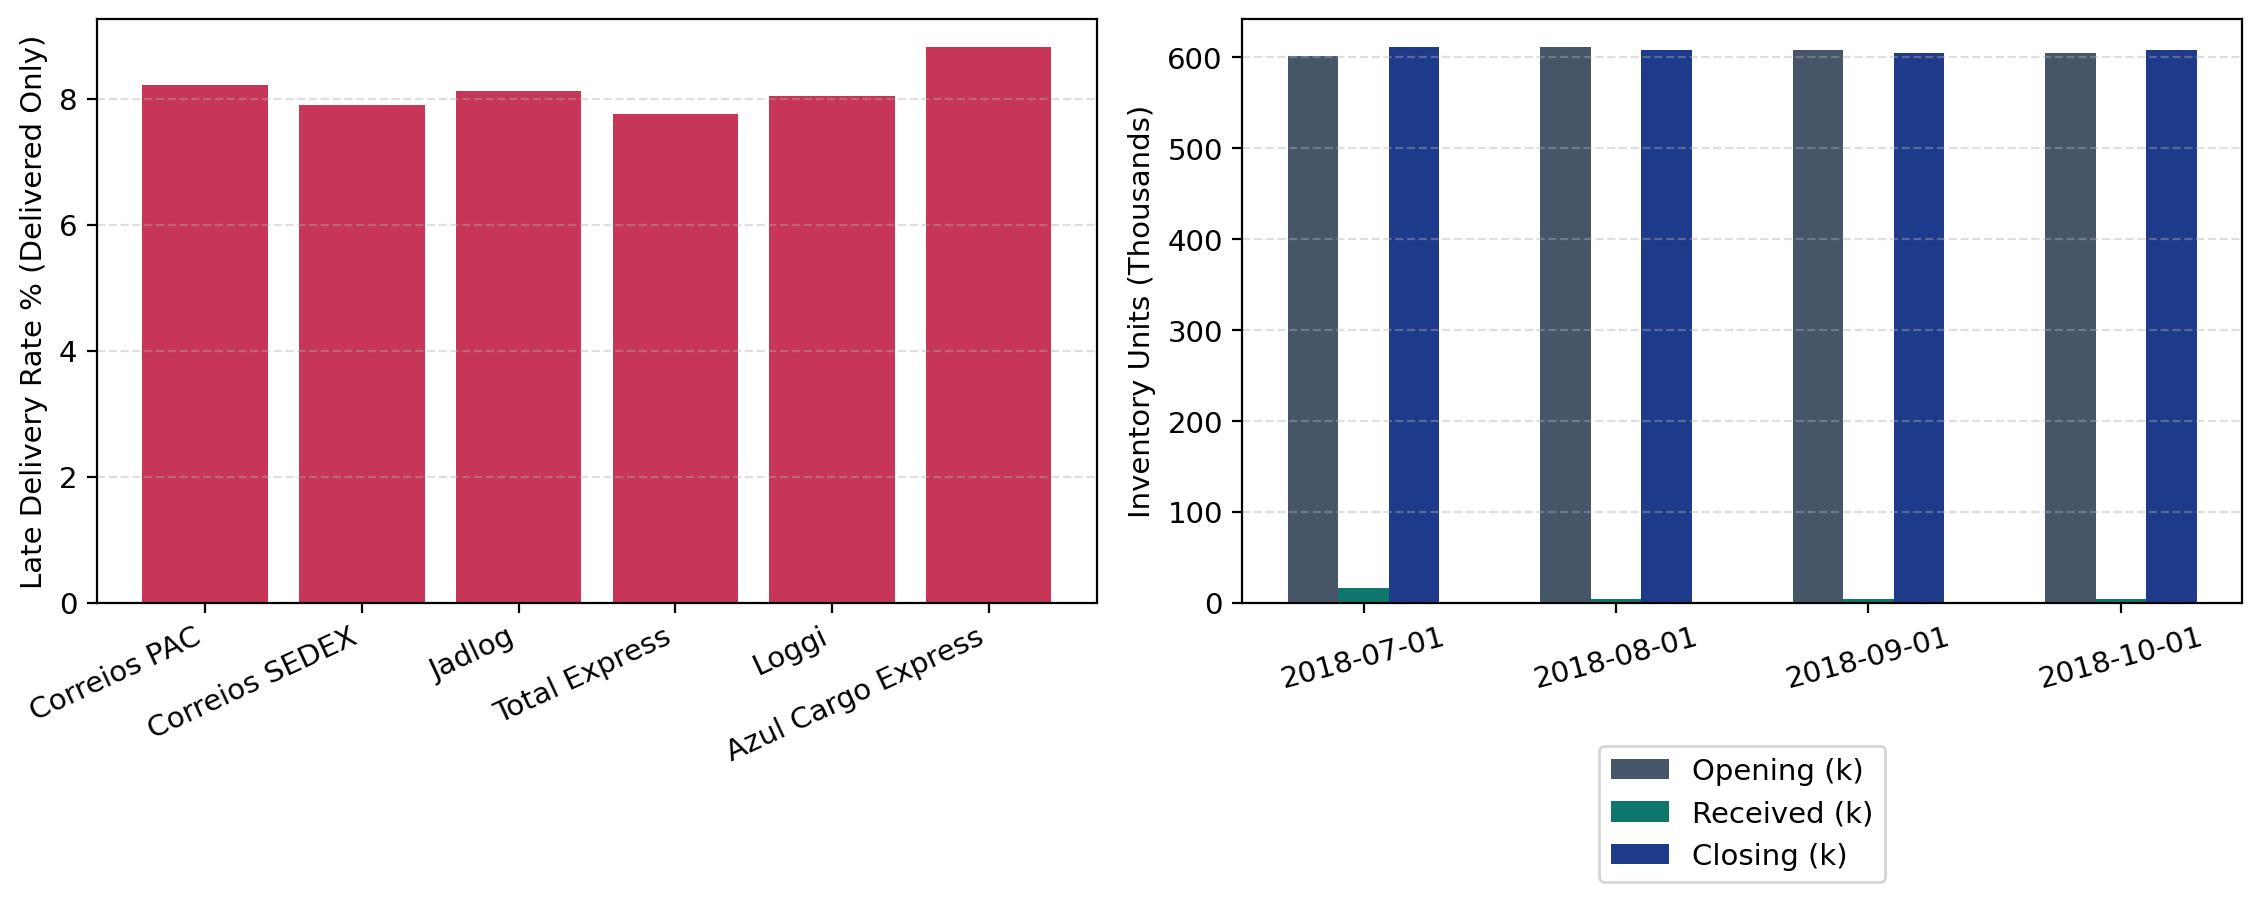 Late Delivery Rate % (Delivered Only)
8
6
4
2
0
Correios PAC
Correios SEDEX
Jadlog
Total Express
Loggi
Azul Cargo Express
Inventory Units (Thousands)
600
500
400
300
200
100
0
2018-07-01
2018-08-01
2018-09-01
2018-10-01
Opening (k)
Received (k)
Closing (k)